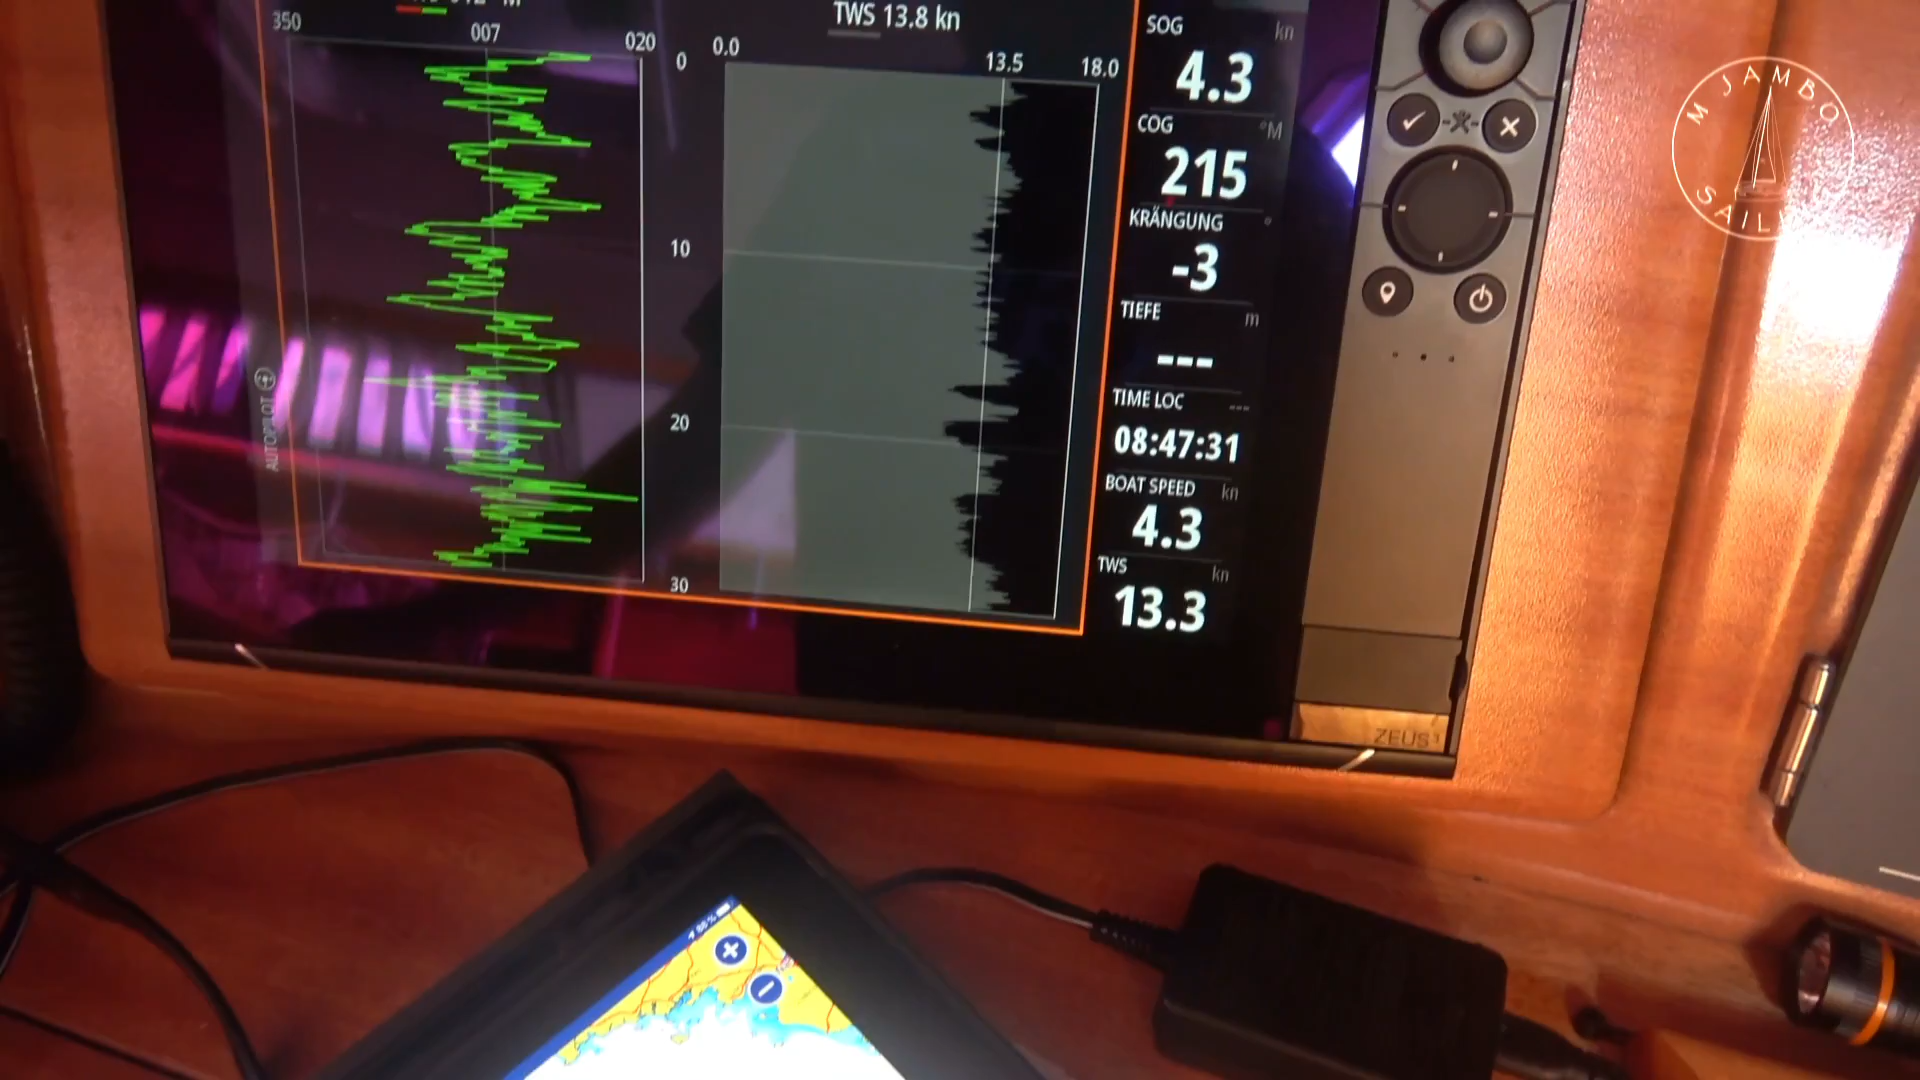 TWS 13.8 kn
350
007
020
0
10
20
30
0.0
13.5
18.0
AUTOPILOT
SOG kn
4.3
COG °M
215
KRÄNGUNG °
-3
TIEFE m
---
TIME LOC ---
08:47:31
BOAT SPEED kn
4.3
TWS kn
13.3
ZEUS³
M JAMBO